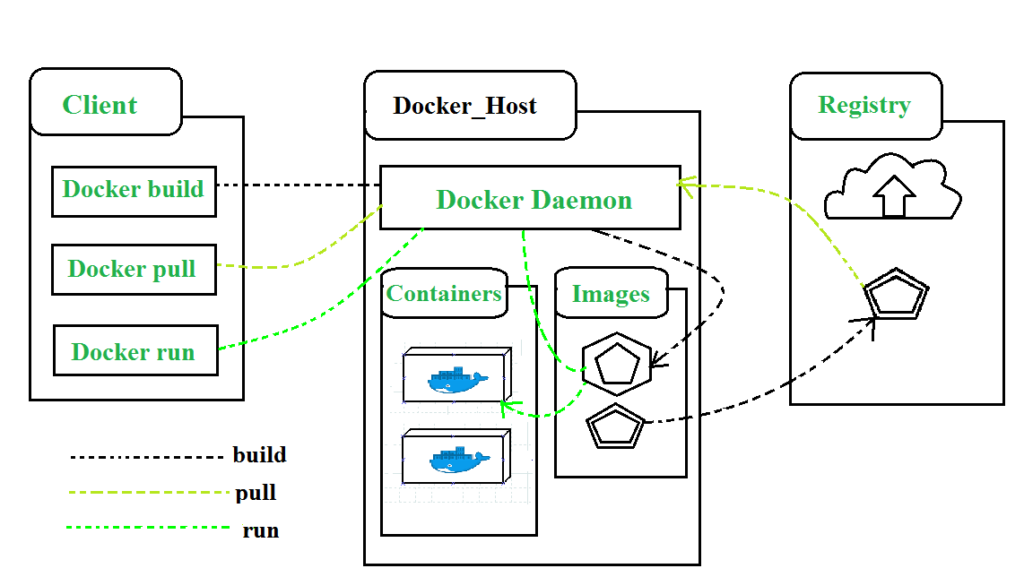 Client
Docker build
Docker pull
Docker run
Docker_Host
Docker Daemon
Containers
Images
Registry
build
pull
run